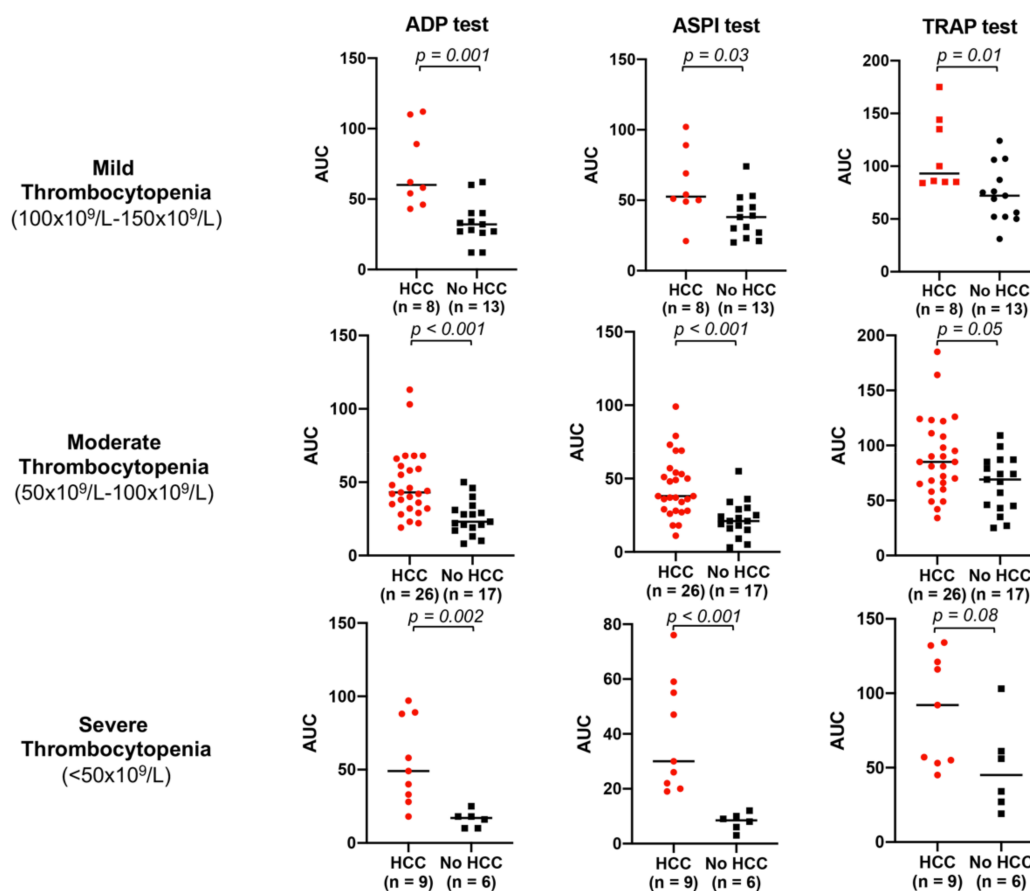 ADP test
ASPI test
TRAP test
Mild
Thrombocytopenia
(100x10⁹/L-150x10⁹/L)
AUC
150
100
50
0
p = 0.001
HCC
(n = 8)
No HCC
(n = 13)
AUC
150
100
50
0
p = 0.03
HCC
(n = 8)
No HCC
(n = 13)
AUC
200
150
100
50
0
p = 0.01
HCC
(n = 8)
No HCC
(n = 13)
Moderate
Thrombocytopenia
(50x10⁹/L-100x10⁹/L)
AUC
150
100
50
0
p < 0.001
HCC
(n = 26)
No HCC
(n = 17)
AUC
150
100
50
0
p <0.001
HCC
(n = 26)
No HCC
(n = 17)
AUC
200
150
100
50
0
p = 0.05
HCC
(n = 26)
No HCC
(n = 17)
Severe
Thrombocytopenia
(<50x10⁹/L)
AUC
150
100
50
0
p = 0.002
HCC
(n = 9)
No HCC
(n = 6)
AUC
80
60
40
20
0
p <0.001
HCC
(n = 9)
No HCC
(n = 6)
AUC
150
100
50
0
p = 0.08
HCC
(n = 9)
No HCC
(n = 6)